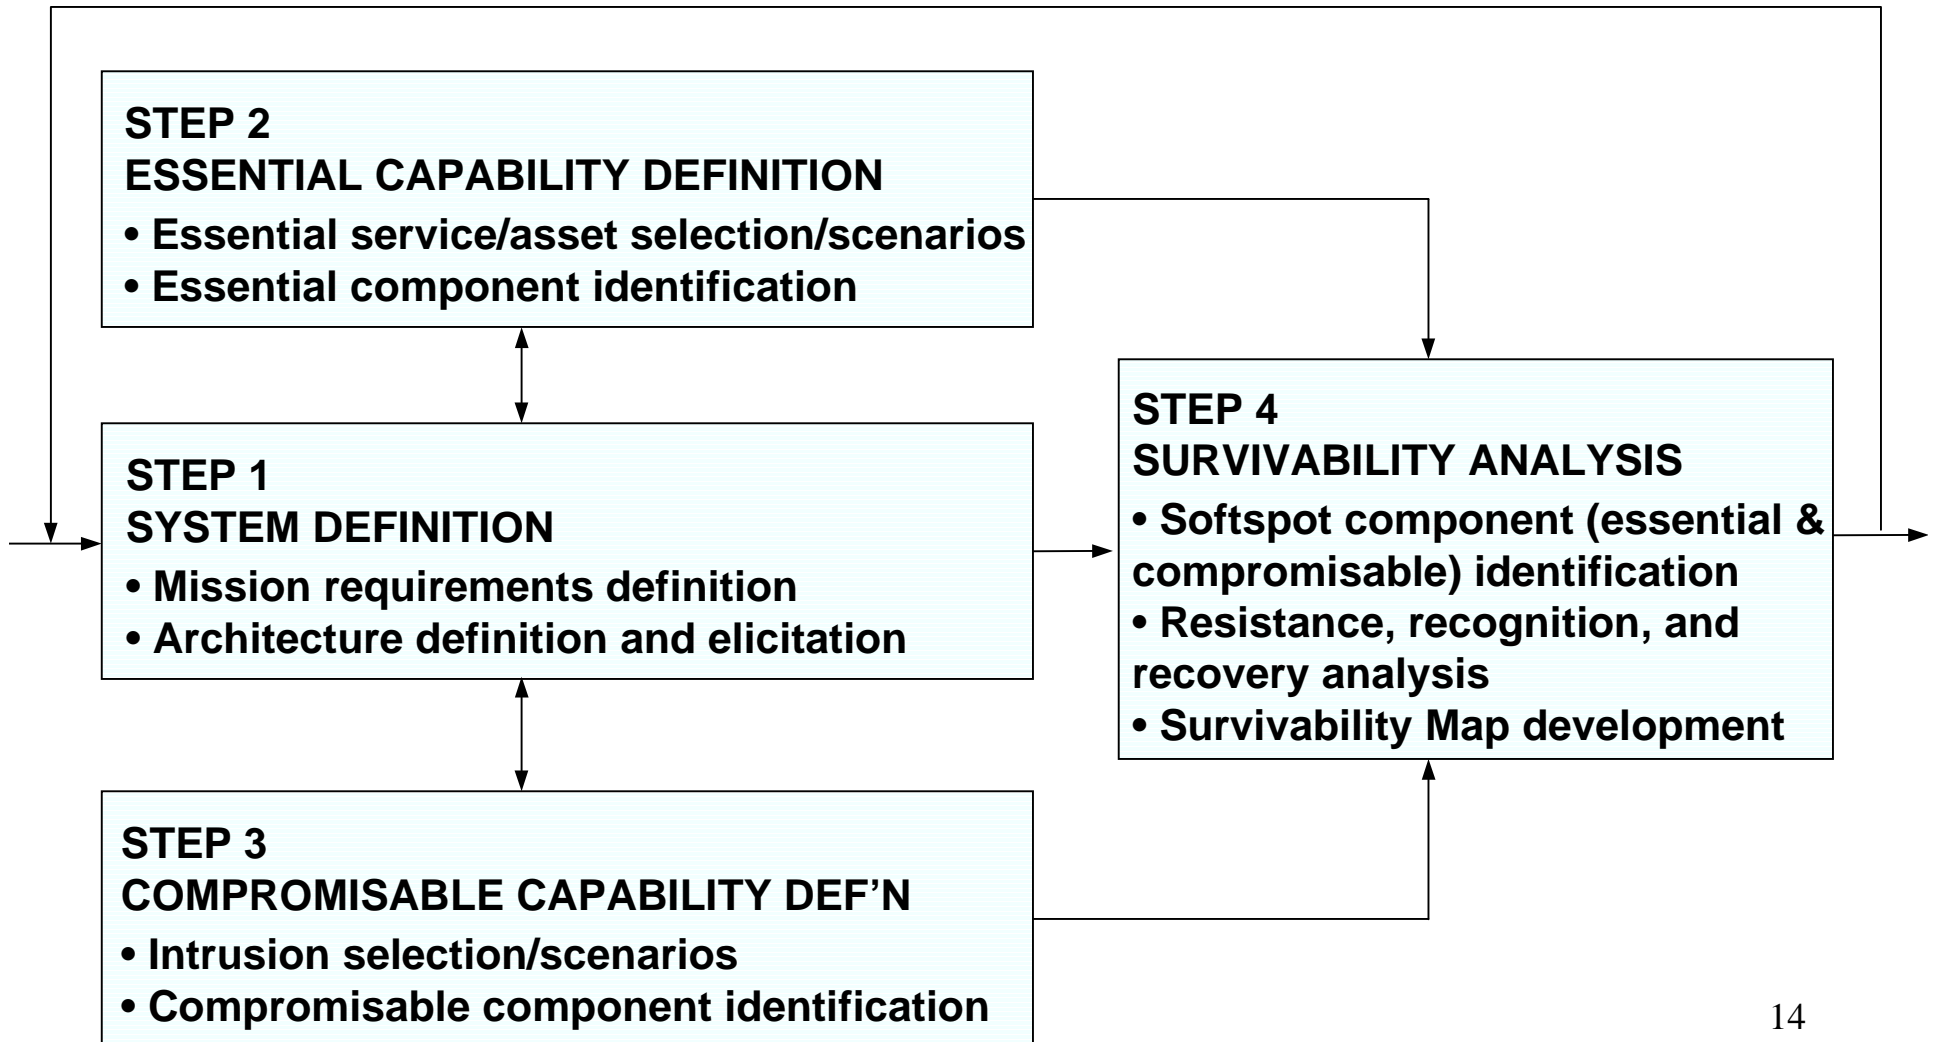 STEP 2
ESSENTIAL CAPABILITY DEFINITION
• Essential service/asset selection/scenarios
• Essential component identification
STEP 1
SYSTEM DEFINITION
• Mission requirements definition
• Architecture definition and elicitation
STEP 4
SURVIVABILITY ANALYSIS
• Softspot component (essential &
compromisable) identification
• Resistance, recognition, and
recovery analysis
• Survivability Map development
STEP 3
COMPROMISABLE CAPABILITY DEF’N
• Intrusion selection/scenarios
• Compromisable component identification
14